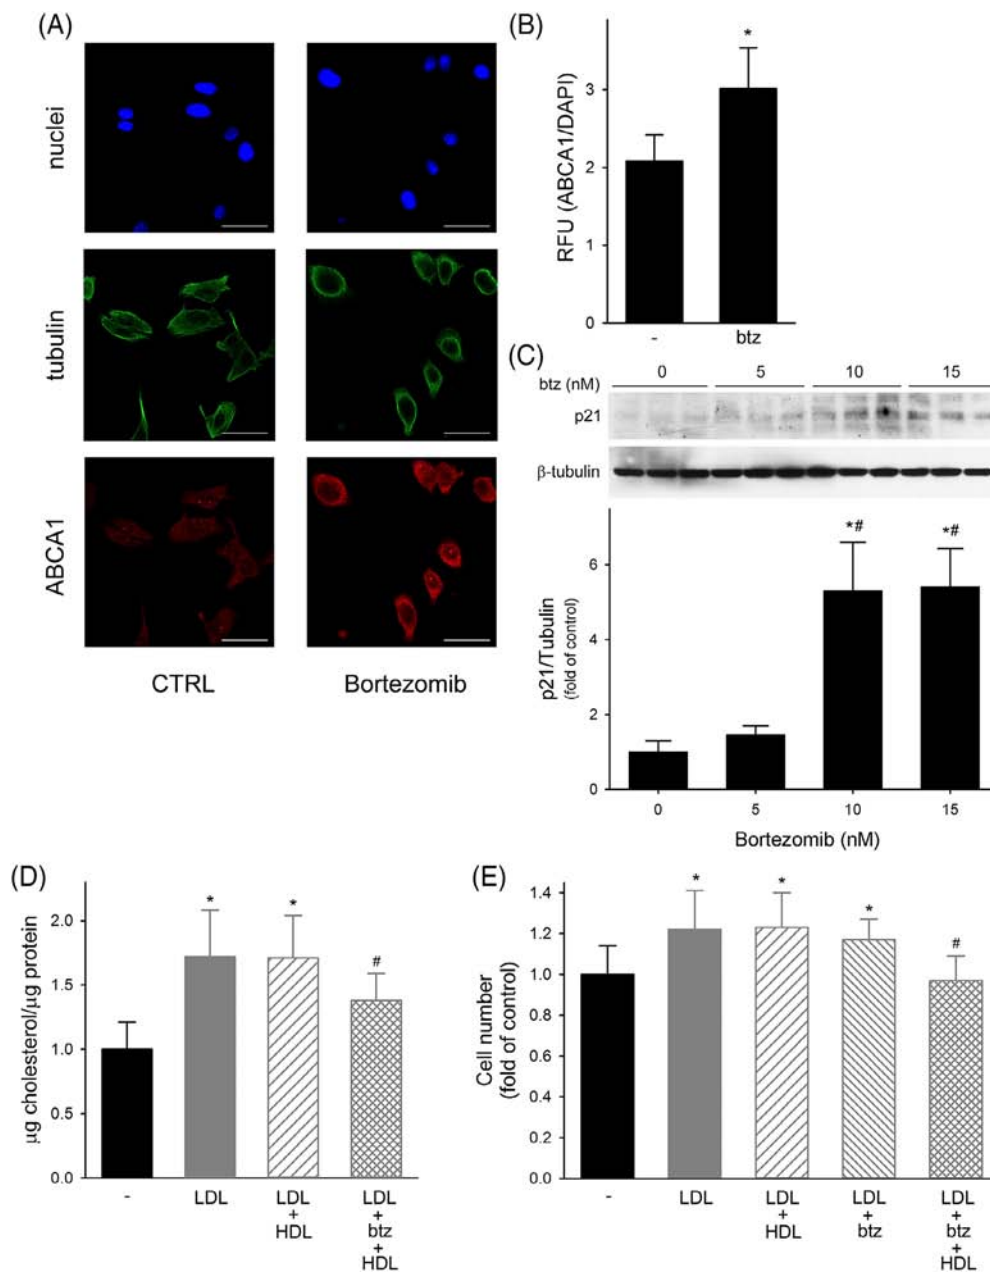 (A)
nuclei
tubulin
ABCA1
CTRL
Bortezomib
(B)
RFU (ABCA1/DAPI)
3
2
1
0
*
-
btz
(C)
btz (nM)
0
5
10
15
p21
β-tubulin
p21/Tubulin
(fold of control)
6
4
2
0
*#
*#
0
5
10
15
Bortezomib (nM)
(D)
µg cholesterol/µg protein
2.0
1.5
1.0
0.5
0.0
*
*
#
-
LDL
LDL
+
HDL
LDL
+
btz
+
HDL
(E)
Cell number
(fold of control)
1.4
1.2
1.0
0.8
0.6
0.4
0.2
0.0
*
*
*
#
-
LDL
LDL
+
HDL
LDL
+
btz
LDL
+
btz
+
HDL